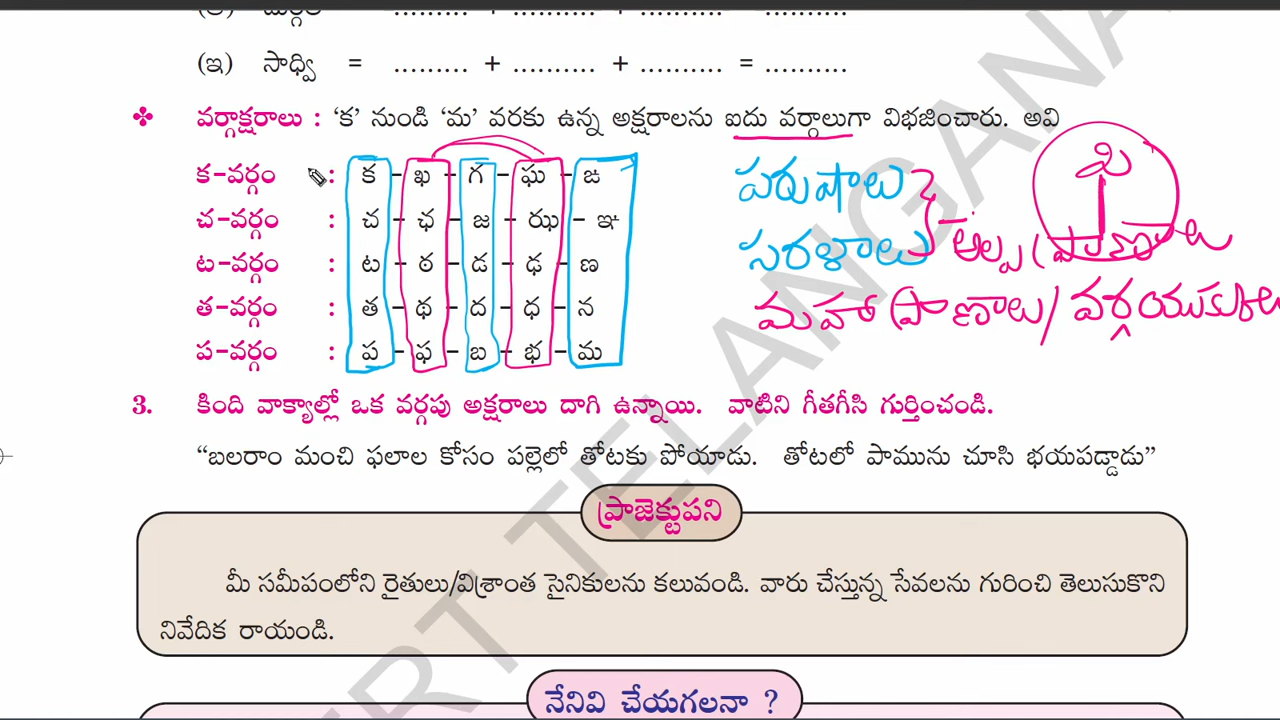 (ఇ) సాధ్వి = ......... + .......... + .......... = ..........
❖ వర్గాక్షరాలు : ‘క’ నుండి ‘మ’ వరకు ఉన్న అక్షరాలను ఐదు వర్గాలుగా విభజించారు. అవి
క-వర్గం : క - ఖ - గ - ఘ - ఙ
చ-వర్గం : చ - ఛ - జ - ఝ - ఞ
ట-వర్గం : ట - ఠ - డ - ఢ - ణ
త-వర్గం : త - థ - ద - ధ - న
ప-వర్గం : ప - ఫ - బ - భ - మ
పరుషాలు
సరళాలు
అల్ప ప్రాణాలు
మహా ప్రాణాలు / వర్గయుక్కులు
3. కింది వాక్యాల్లో ఒక వర్గపు అక్షరాలు దాగి ఉన్నాయి. వాటిని గీతగీసి గుర్తించండి.
“బలరాం మంచి ఫలాల కోసం పల్లెలో తోటకు పోయాడు. తోటలో పామును చూసి భయపడ్డాడు”
ప్రాజెక్టుపని
మీ సమీపంలోని రైతులు/విశ్రాంత సైనికులను కలువండి. వారు చేస్తున్న సేవలను గురించి తెలుసుకొని
నివేదిక రాయండి.
నేనివి చేయగలనా ?
ERT TELANGANA